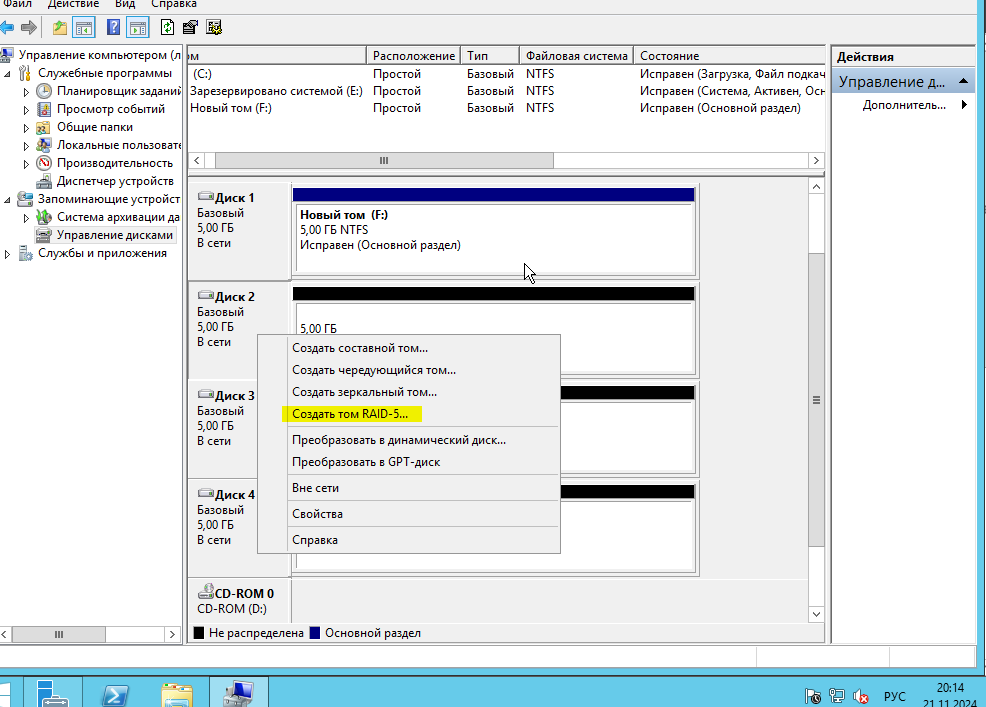 Файл Действие Вид Справка
Управление компьютером (л
Служебные программы
Планировщик заданий
Просмотр событий
Общие папки
Локальные пользовате
Производительность
Диспетчер устройств
Запоминающие устройст
Система архивации да
Управление дисками
Службы и приложения
ом Расположение Тип Файловая система Состояние
(C:) Простой Базовый NTFS Исправен (Загрузка, Файл подкач
Зарезервировано системой (E:) Простой Базовый NTFS Исправен (Система, Активен, Осн
Новый том (F:) Простой Базовый NTFS Исправен (Основной раздел)
Диск 1
Базовый
5,00 ГБ
В сети
Новый том (F:)
5,00 ГБ NTFS
Исправен (Основной раздел)
Диск 2
Базовый
5,00 ГБ
В сети
5,00 ГБ
Создать составной том...
Создать чередующийся том...
Создать зеркальный том...
Создать том RAID-5...
Преобразовать в динамический диск...
Преобразовать в GPT-диск
Вне сети
Свойства
Справка
Диск 3
Базовый
5,00 ГБ
В сети
Диск 4
Базовый
5,00 ГБ
В сети
CD-ROM 0
CD-ROM (D:)
Не распределена Основной раздел
Действия
Управление д...
Дополнитель...
РУС
20:14
21.11.2024